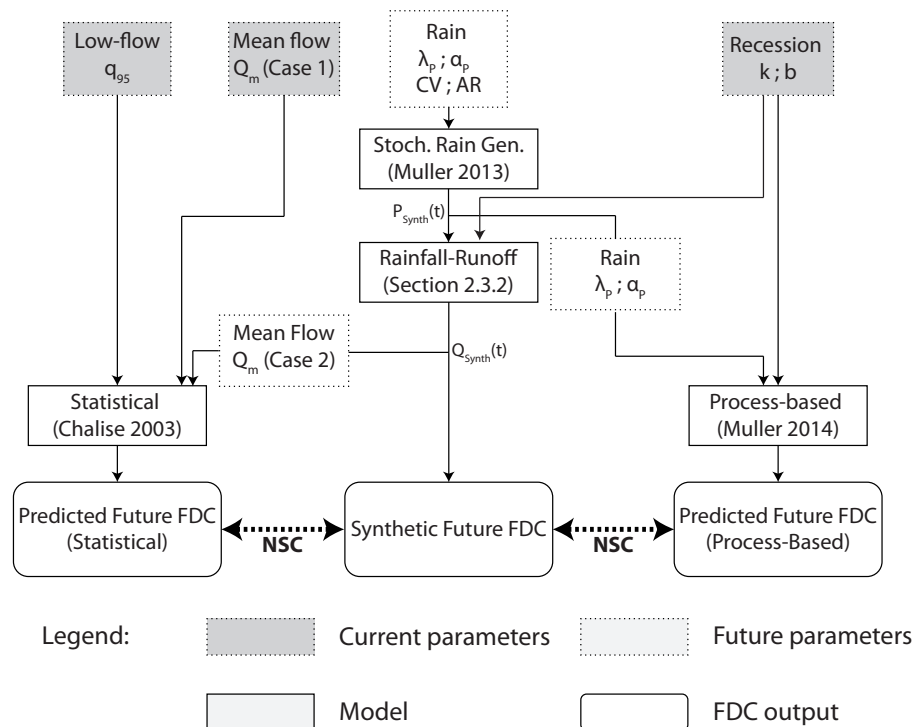 Low-flow
q95
Mean flow
Qm (Case 1)
Rain
λP ; αP
CV ; AR
Recession
k ; b
Stoch. Rain Gen.
(Muller 2013)
PSynth(t)
Rainfall-Runoff
(Section 2.3.2)
Rain
λP ; αP
Mean Flow
Qm (Case 2)
QSynth(t)
Statistical
(Chalise 2003)
Process-based
(Muller 2014)
Predicted Future FDC
(Statistical)
NSC
Synthetic Future FDC
NSC
Predicted Future FDC
(Process-Based)
Legend:
Current parameters
Future parameters
Model
FDC output